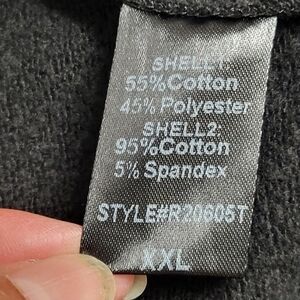 SHELL1:
55%Cotton
45%Polyester
SHELL2:
95%Cotton
5%Spandex
STYLE#R20605T
XXL